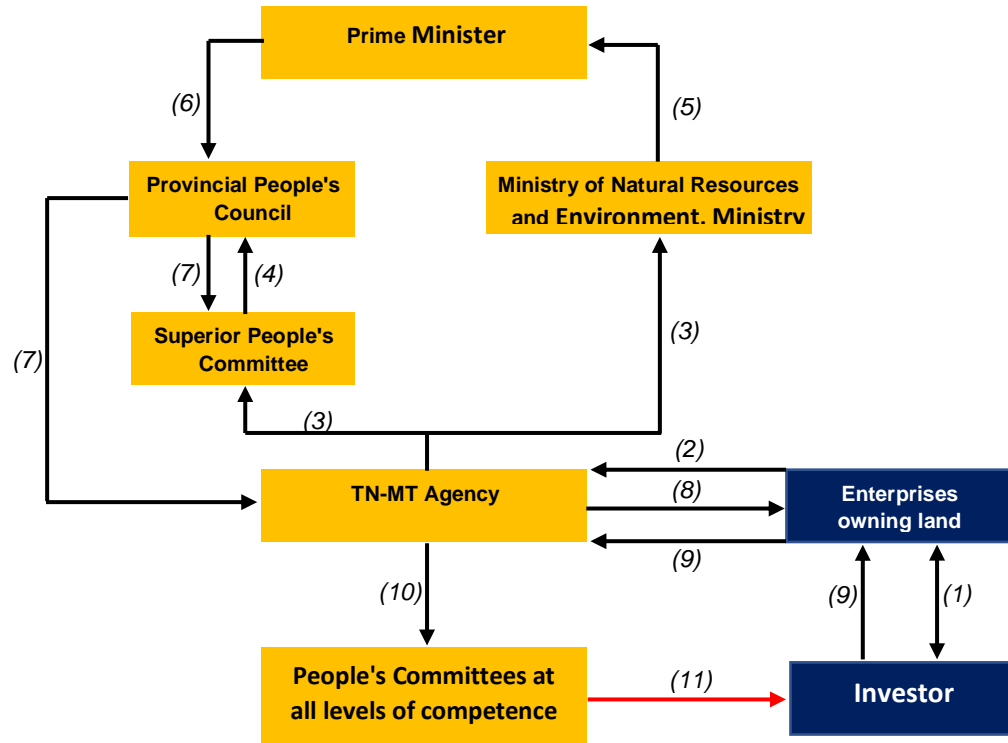 Prime Minister
(6)
(5)
Provincial People's
Council
Ministry of Natural Resources
and Environment. Ministry
(7)
(4)
Superior People's
Committee
(7)
(3)
(3)
(2)
TN-MT Agency
(8)
Enterprises
owning land
(9)
(10)
(9)
(1)
People's Committees at
all levels of competence
(11)
Investor